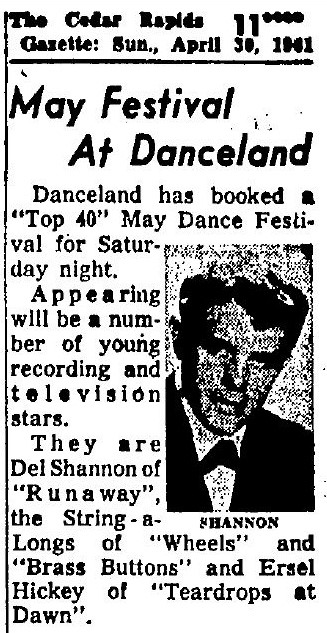 The Cedar Rapids 11****
Gazette: Sun., April 30, 1961
May Festival
At Danceland
Danceland has booked a
"Top 40" May Dance Festi-
val for Satur-
day night.
Appearing
will be a num-
ber of young
recording and
television
stars.
They are
Del Shannon of
"Runaway",
the String-a-
Longs of "Wheels" and
"Brass Buttons" and Ersel
Hickey of "Teardrops at
Dawn".
SHANNON